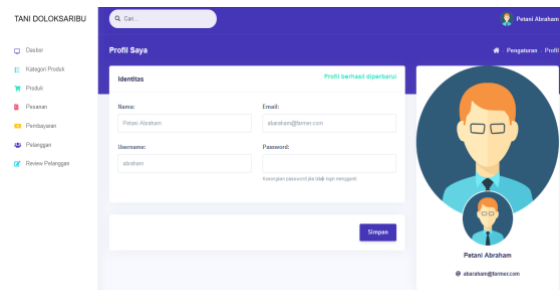 TANI DOLOKSARIBU
Cari...
Petani Abraham
Dasbor
Kategori Produk
Produk
Pesanan
Pembayaran
Pelanggan
Review Pelanggan
Profil Saya
Pengaturan Profil
Identitas
Profil berhasil diperbarui
Nama:
Email:
Petani Abraham
abaraham@farmer.com
Username:
Password:
abraham
Kosongkan password jika tidak ingin mengganti
Simpan
Petani Abraham
@ abaraham@farmer.com